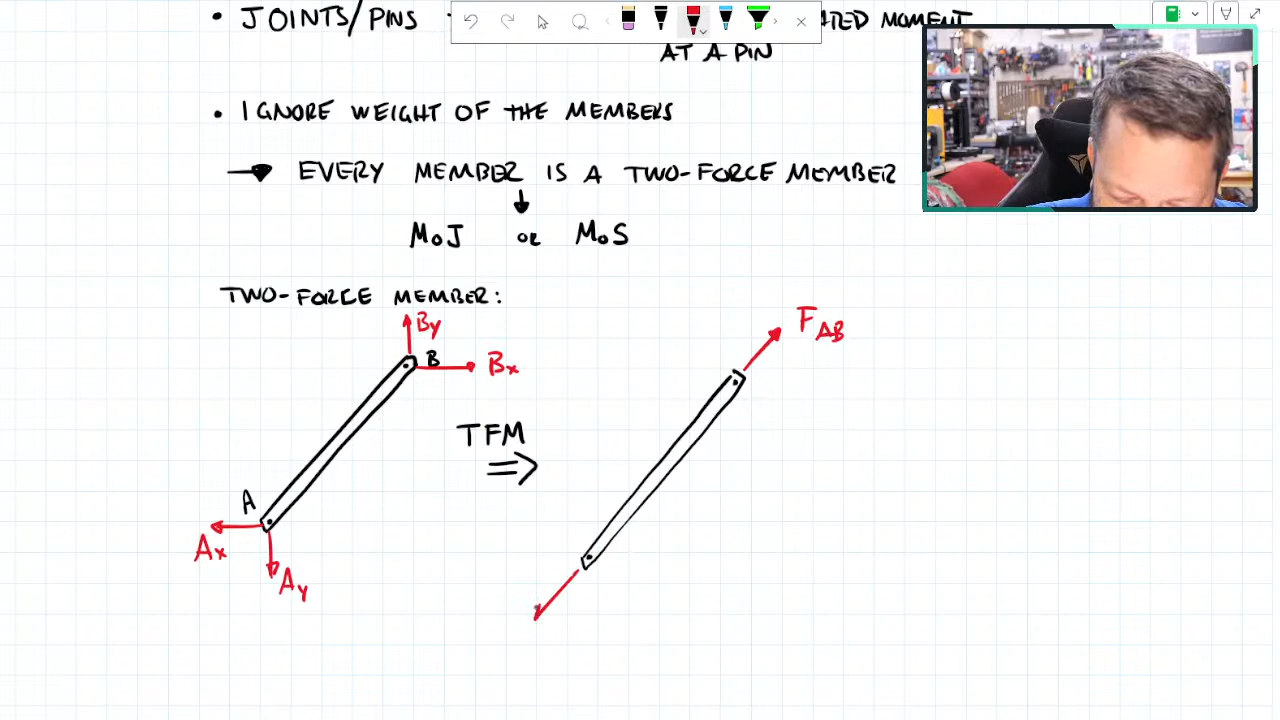 • JOINTS/PINS
MOMENT
AT A PIN
• IGNORE WEIGHT OF THE MEMBERS
→ EVERY MEMBER IS A TWO-FORCE MEMBER
MoJ or MoS
TWO-FORCE MEMBER:
By
B
Bx
FAB
TFM
⇒
A
Ax
Ay